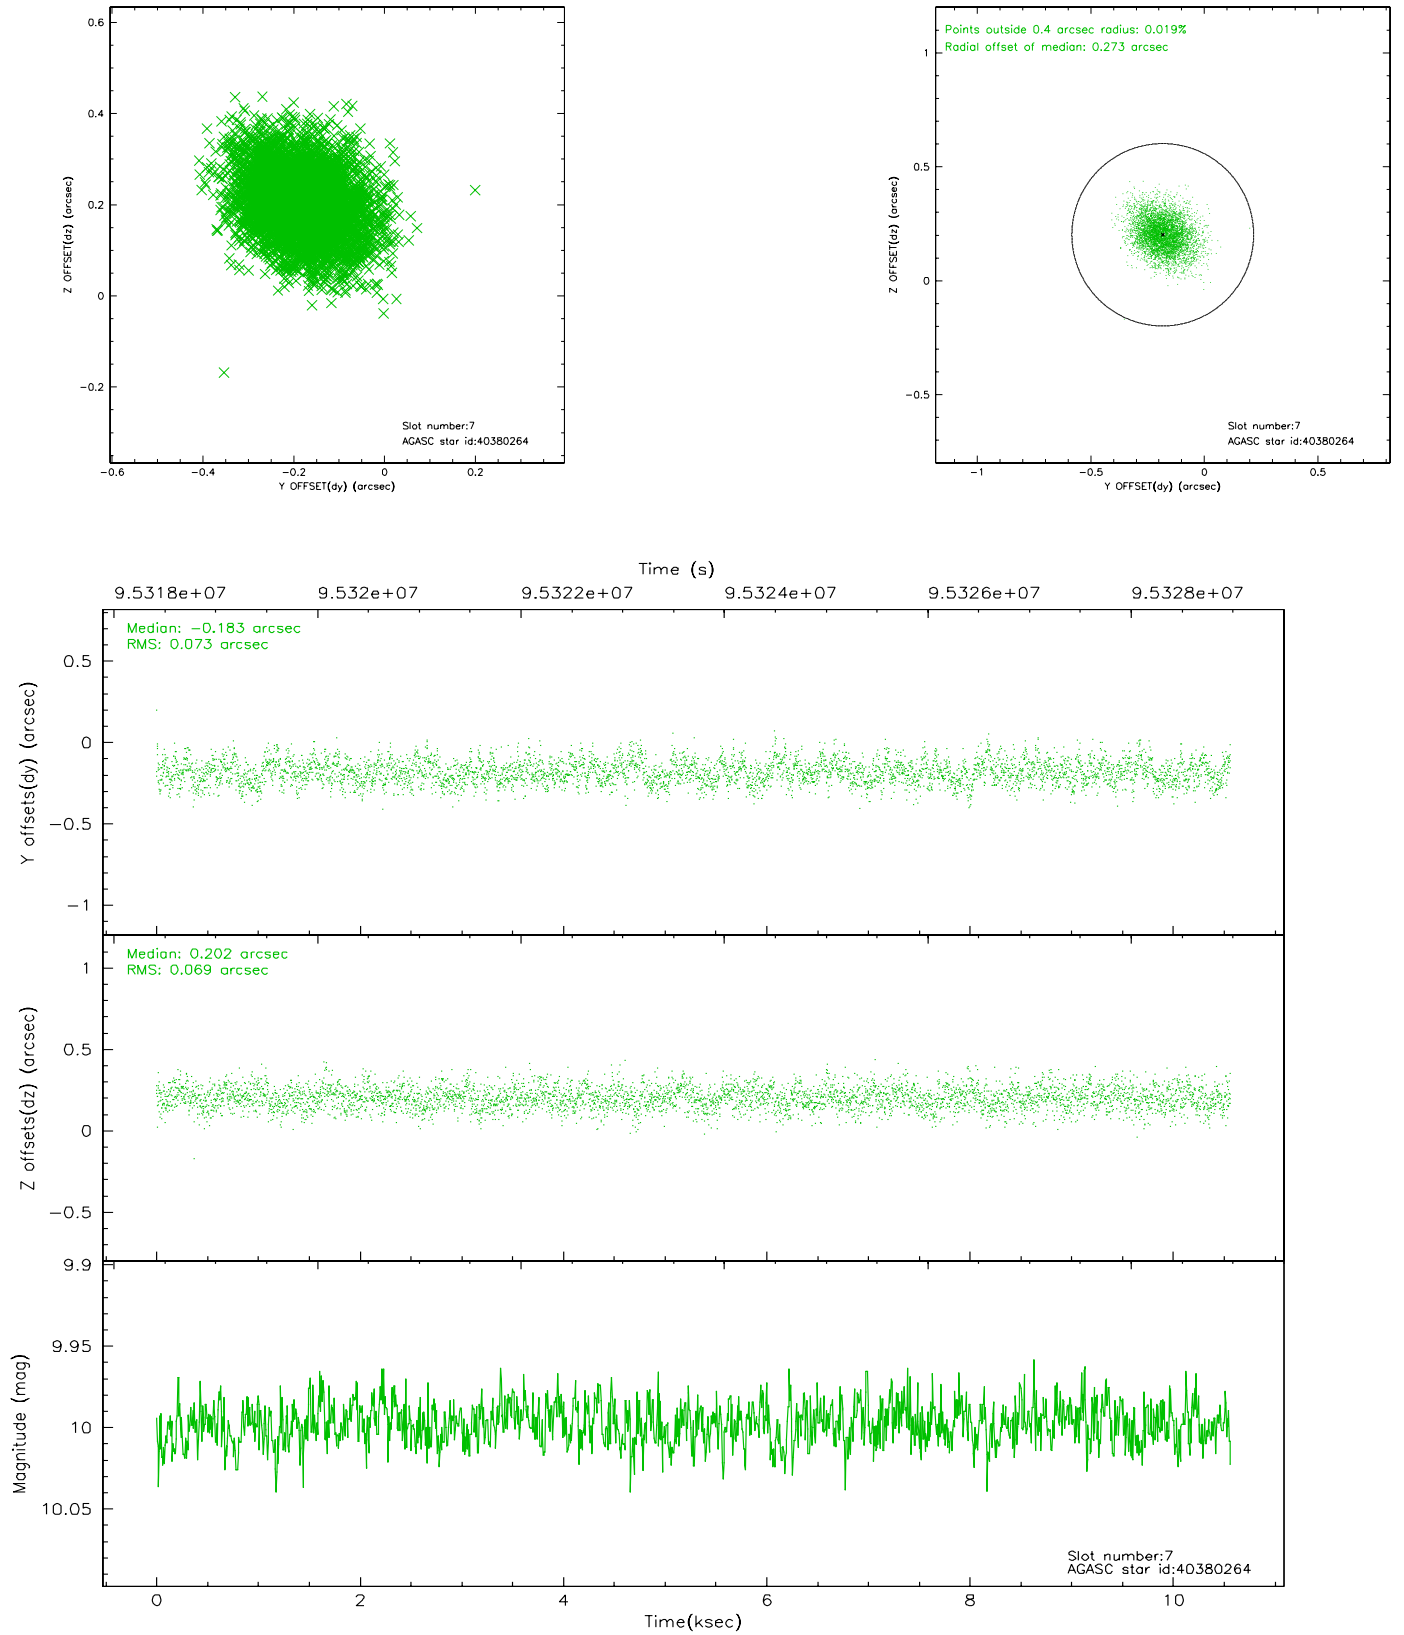 0.6
0.4
0.2
0
−0.2
Z OFFSET(dz) (arcsec)
Slot number:7
AGASC star id:40380264
−0.6 −0.4 −0.2 0 0.2
Y OFFSET(dy) (arcsec)
Points outside 0.4 arcsec radius: 0.019%
Radial offset of median: 0.273 arcsec
1
0.5
0
−0.5
Z OFFSET(dz) (arcsec)
Slot number:7
AGASC star id:40380264
−1 −0.5 0 0.5
Y OFFSET(dy) (arcsec)
Time (s)
9.5318e+07 9.532e+07 9.5322e+07 9.5324e+07 9.5326e+07 9.5328e+07
Median: −0.183 arcsec
RMS: 0.073 arcsec
0.5
0
−0.5
−1
Y offsets(dy) (arcsec)
Median: 0.202 arcsec
RMS: 0.069 arcsec
1
0.5
0
−0.5
Z offsets(dz) (arcsec)
9.9
9.95
10
10.05
Magnitude (mag)
Slot number:7
AGASC star id:40380264
0 2 4 6 8 10
Time(ksec)